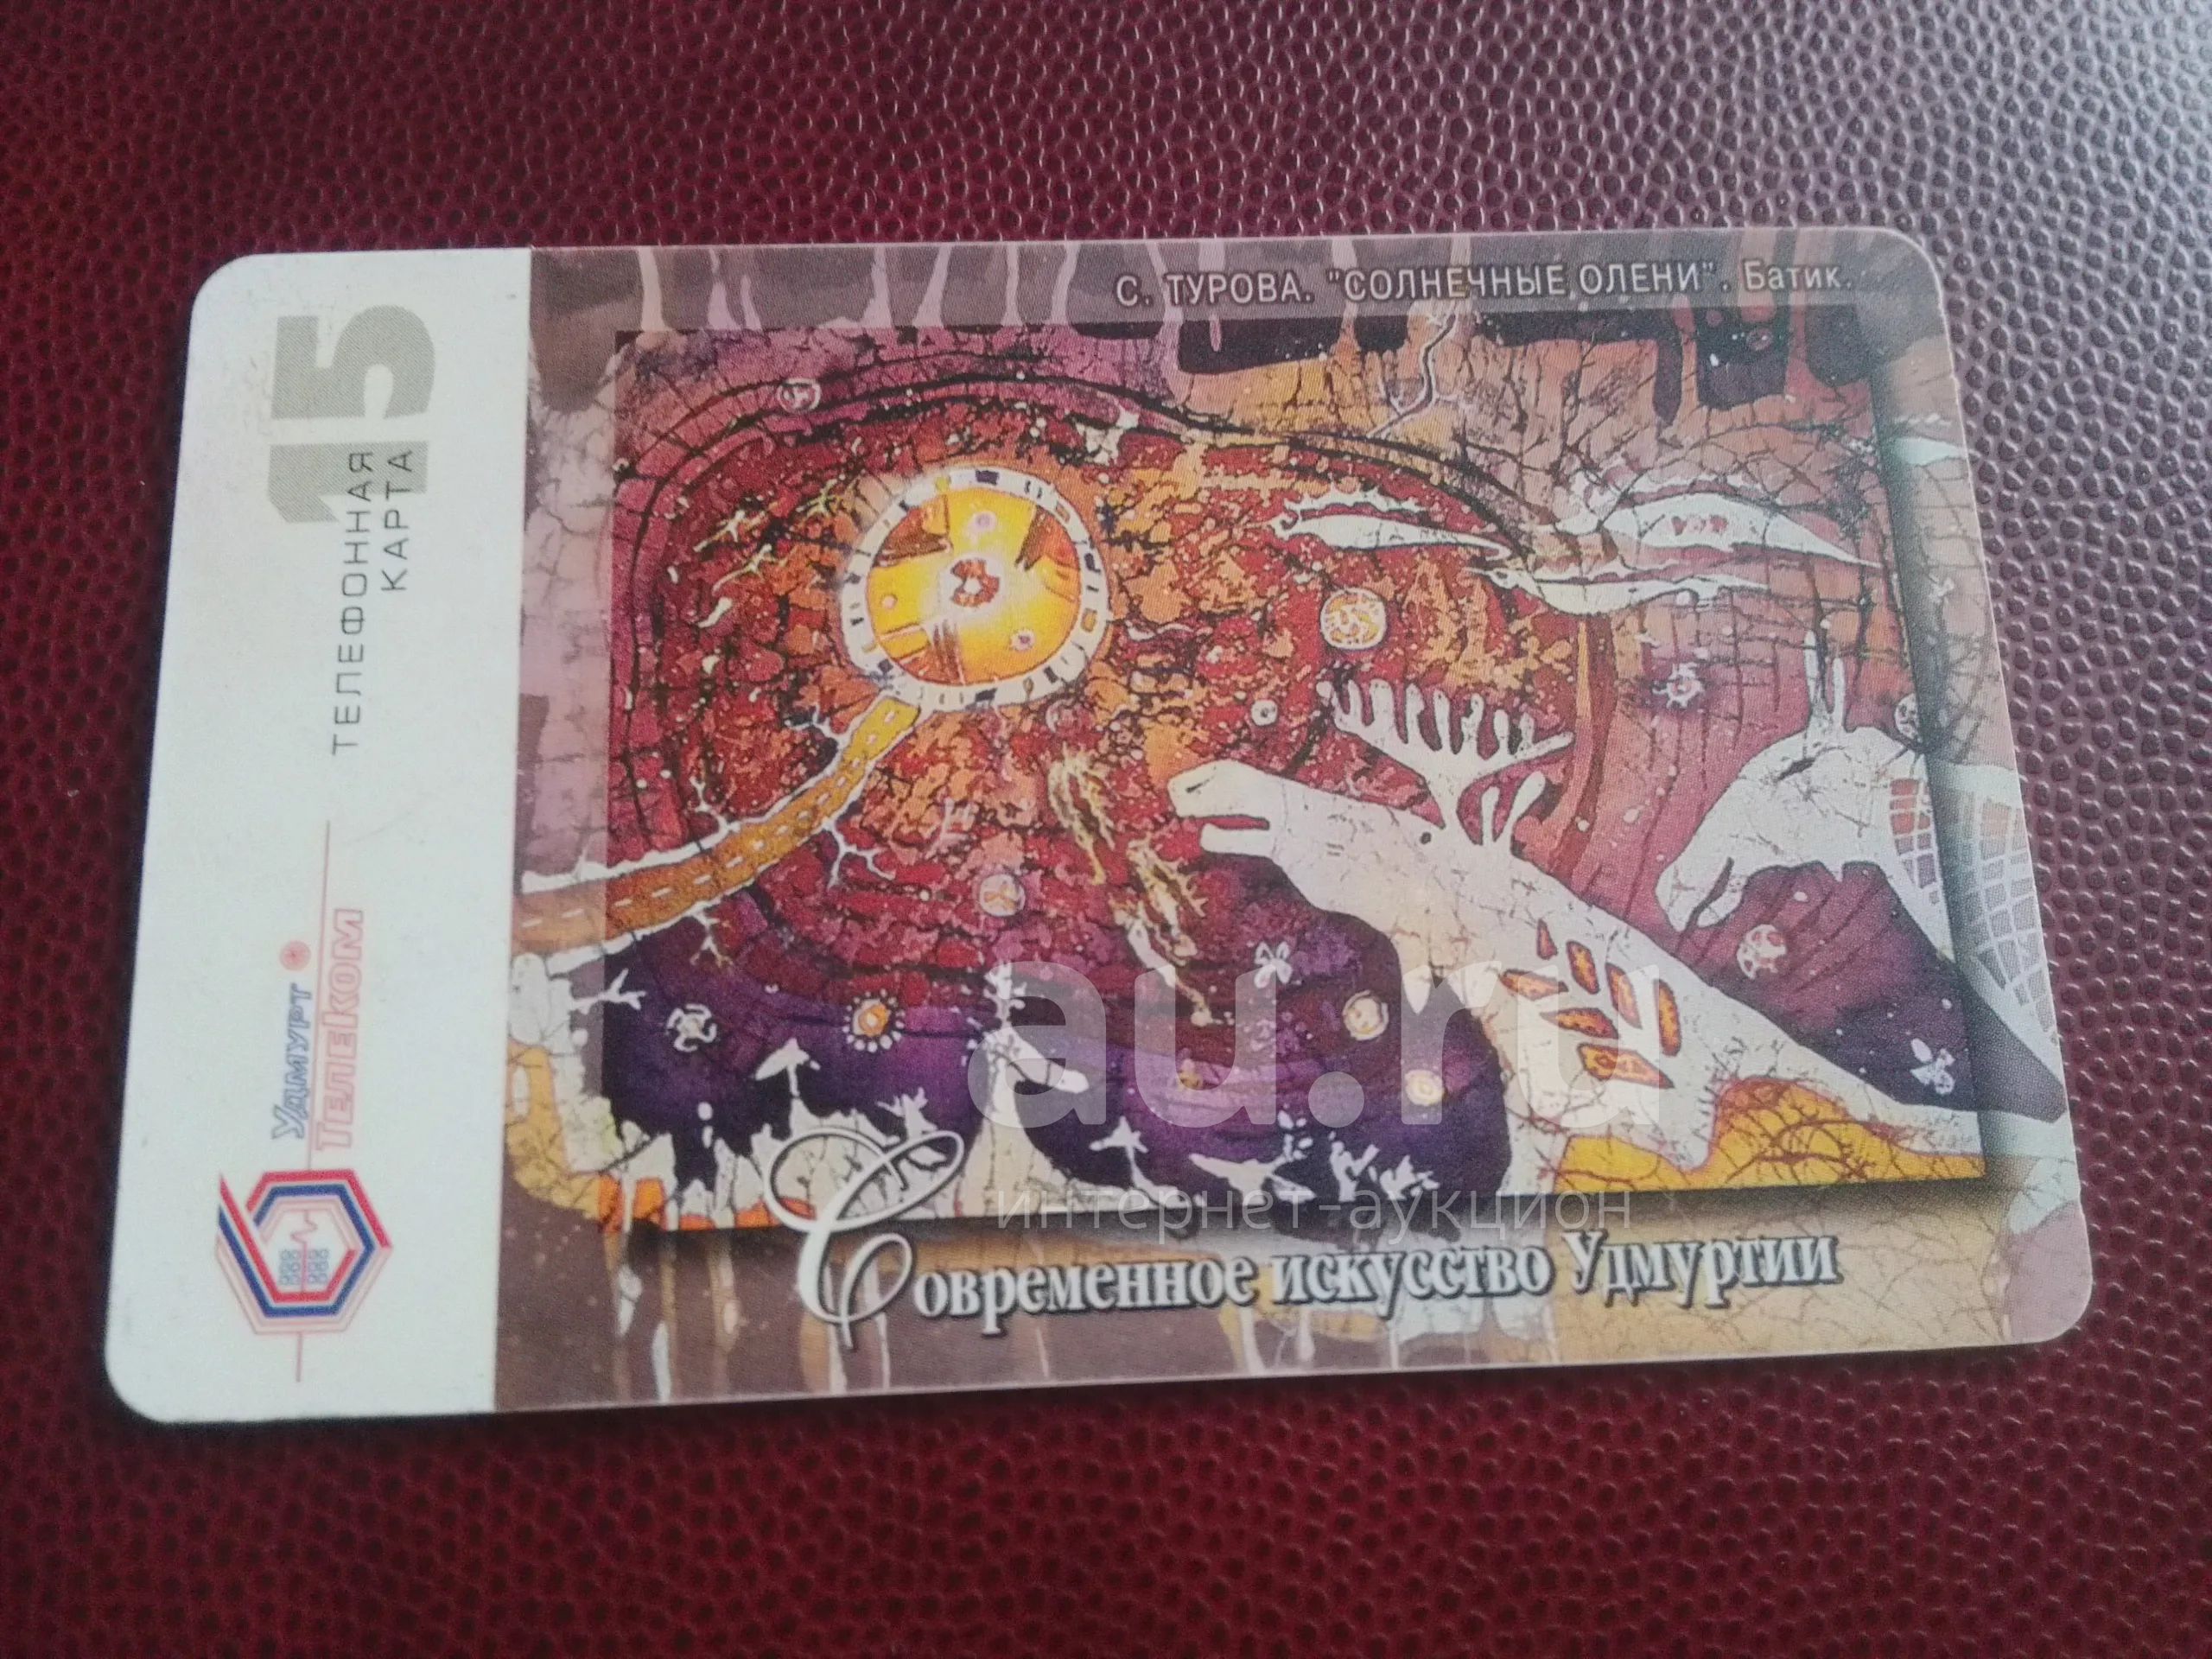 С. ТУРОВА. "СОЛНЕЧНЫЕ ОЛЕНИ". Батик.
15
ТЕЛЕФОННАЯ
КАРТА
Удмурт
ТЕЛЕКОМ
au.ru
интернет-аукцион
Современное искусство Удмуртии